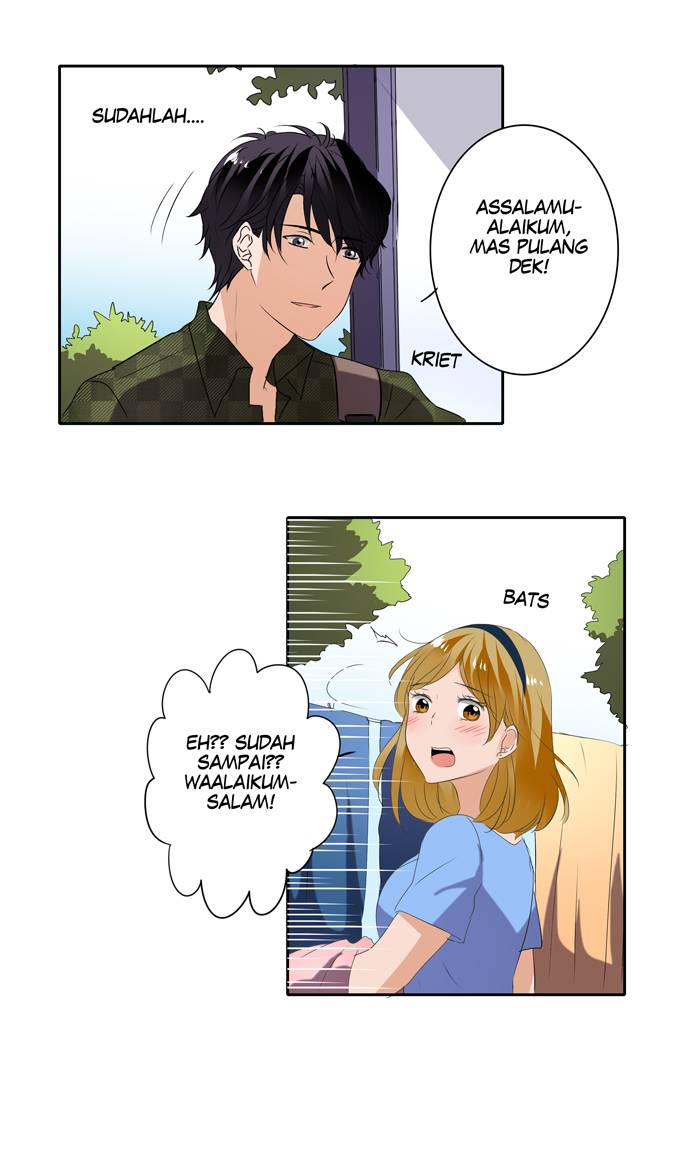 SUDAHLAH....
ASSALAMU-
ALAIKUM,
MAS PULANG
DEK!
KRIET
BATS
EH?? SUDAH
SAMPAI??
WAALAIKUM-
SALAM!